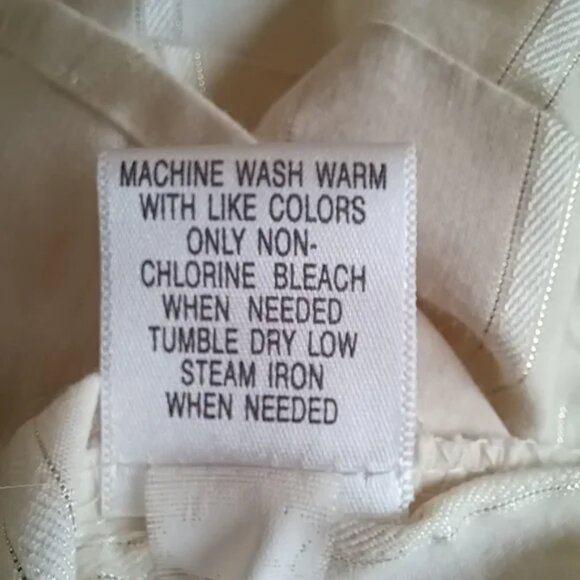 MACHINE WASH WARM
WITH LIKE COLORS
ONLY NON-
CHLORINE BLEACH
WHEN NEEDED
TUMBLE DRY LOW
STEAM IRON
WHEN NEEDED